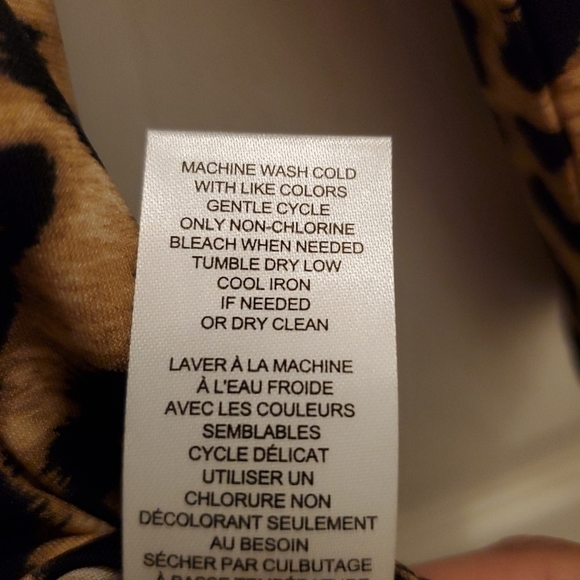 MACHINE WASH COLD
WITH LIKE COLORS
GENTLE CYCLE
ONLY NON-CHLORINE
BLEACH WHEN NEEDED
TUMBLE DRY LOW
COOL IRON
IF NEEDED
OR DRY CLEAN
LAVER À LA MACHINE
À L'EAU FROIDE
AVEC LES COULEURS
SEMBLABLES
CYCLE DÉLICAT
UTILISER UN
CHLORURE NON
DÉCOLORANT SEULEMENT
AU BESOIN
SÉCHER PAR CULBUTAGE
À BASSE TEMPÉRATURE